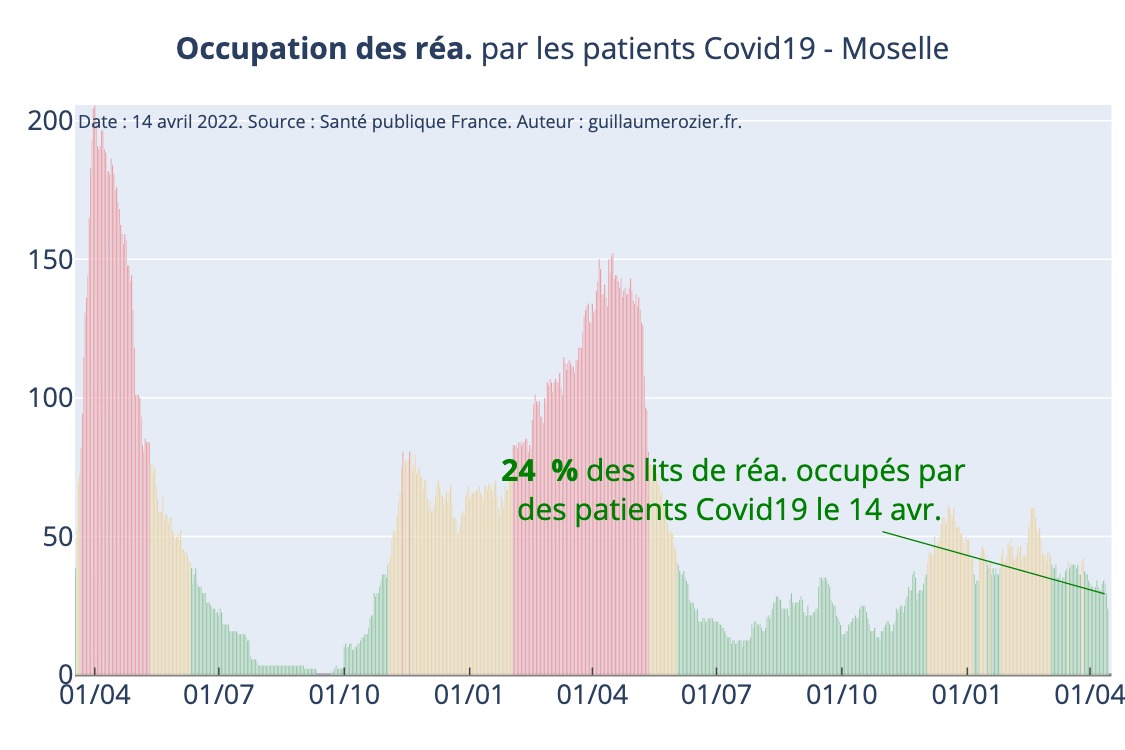 Occupation des réa. par les patients Covid19 - Moselle
200
Date : 14 avril 2022. Source : Santé publique France. Auteur : guillaumerozier.fr.
150
100
24 % des lits de réa. occupés par
des patients Covid19 le 14 avr.
50
0
01/04 01/07 01/10 01/01 01/04 01/07 01/10 01/01 01/04